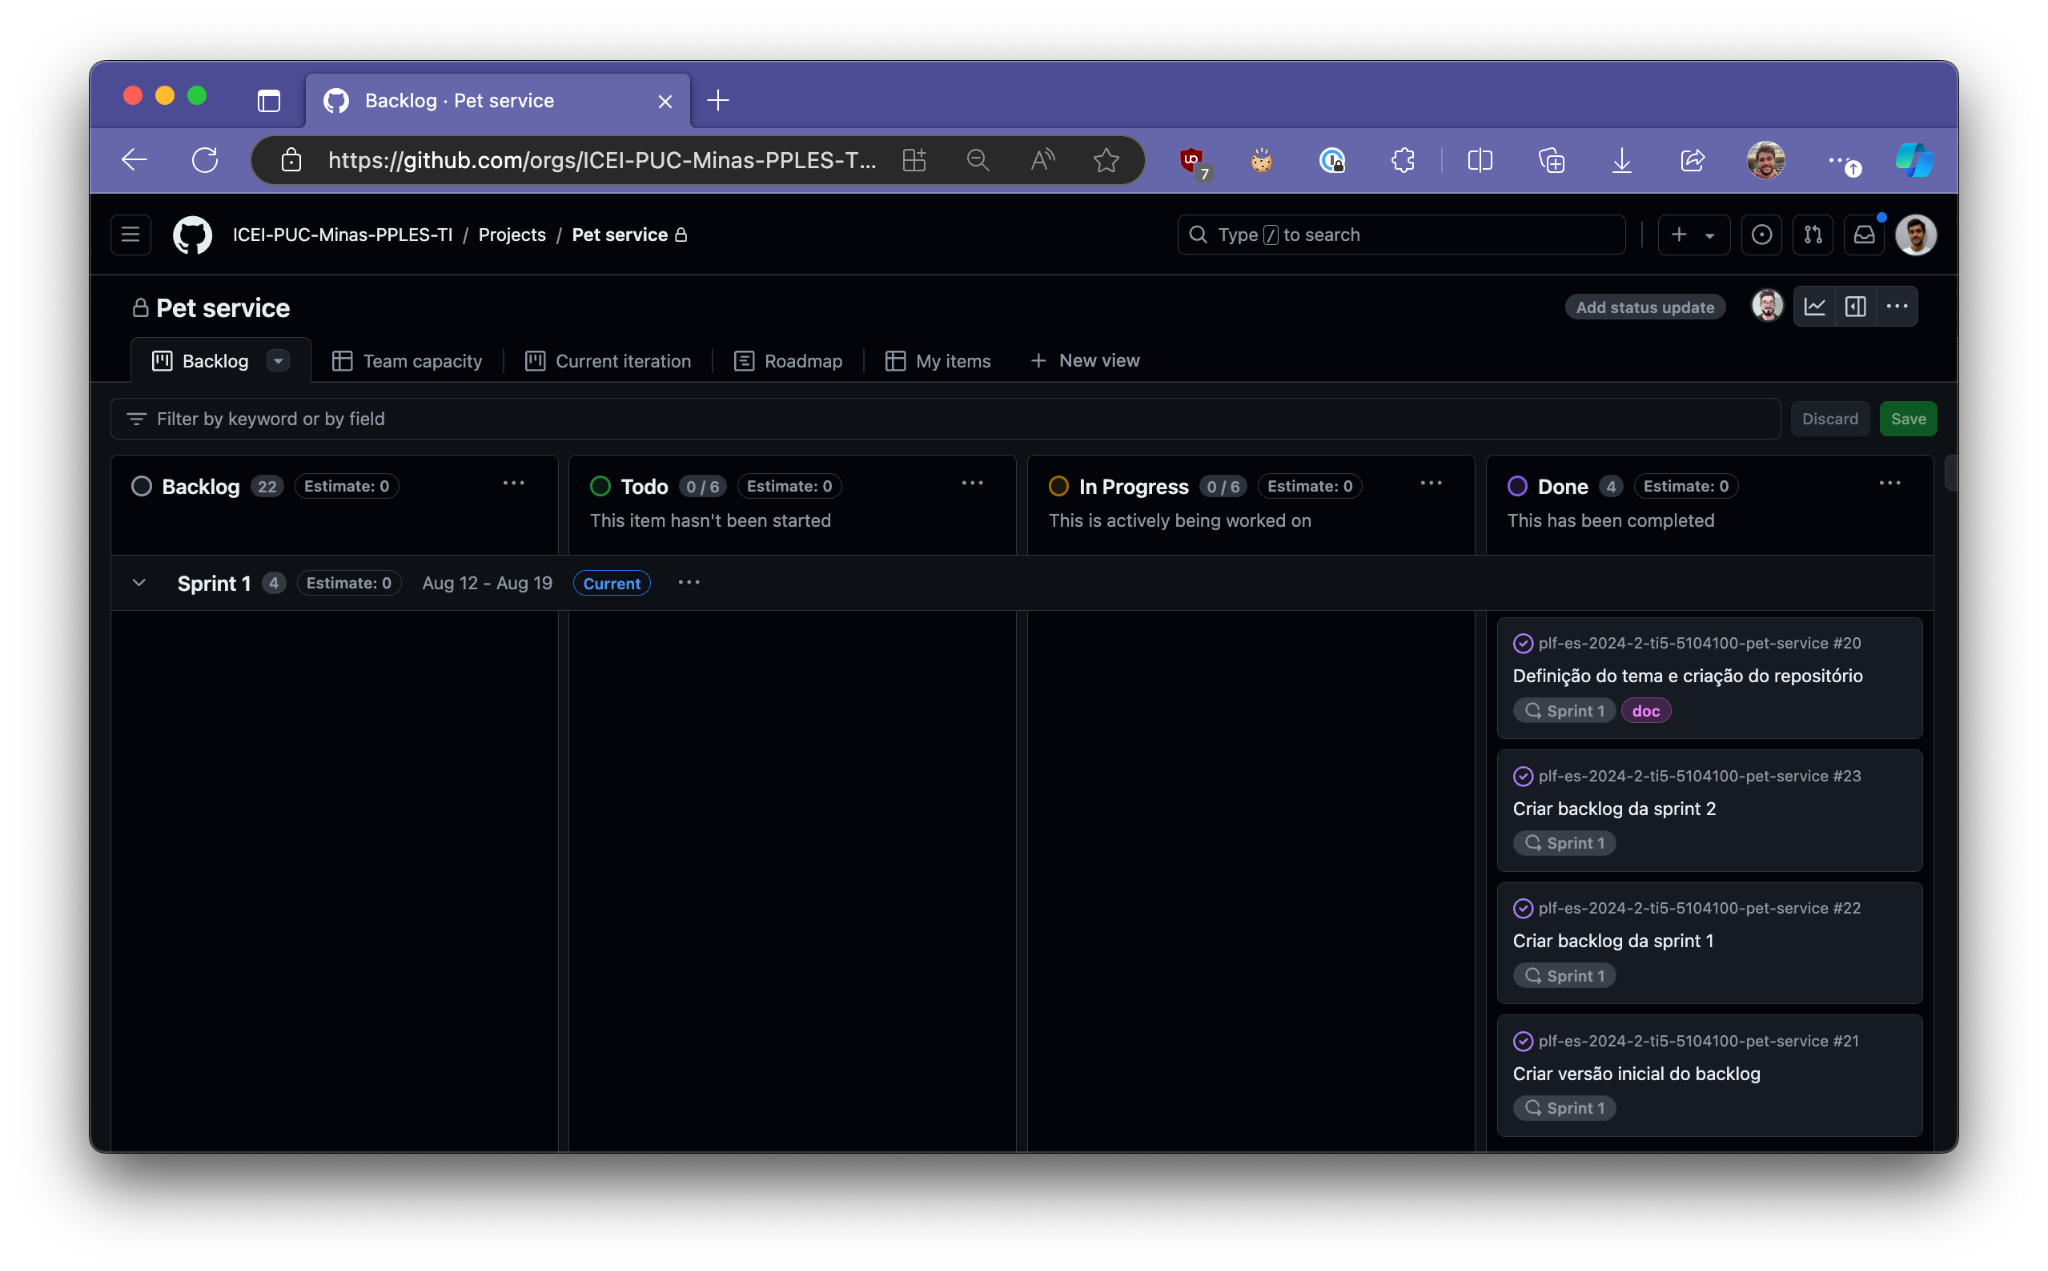 Backlog · Pet service
https://github.com/orgs/ICEI-PUC-Minas-PPLES-T...
7
ICEI-PUC-Minas-PPLES-TI / Projects / Pet service
Type / to search
Pet service
Add status update
Backlog
Team capacity
Current iteration
Roadmap
My items
New view
Filter by keyword or by field
Discard
Save
Backlog 22 Estimate: 0
Todo 0 / 6 Estimate: 0
This item hasn't been started
In Progress 0 / 6 Estimate: 0
This is actively being worked on
Done 4 Estimate: 0
This has been completed
Sprint 1 4 Estimate: 0 Aug 12 - Aug 19 Current
plf-es-2024-2-ti5-5104100-pet-service #20
Definição do tema e criação do repositório
Sprint 1 doc
plf-es-2024-2-ti5-5104100-pet-service #23
Criar backlog da sprint 2
Sprint 1
plf-es-2024-2-ti5-5104100-pet-service #22
Criar backlog da sprint 1
Sprint 1
plf-es-2024-2-ti5-5104100-pet-service #21
Criar versão inicial do backlog
Sprint 1